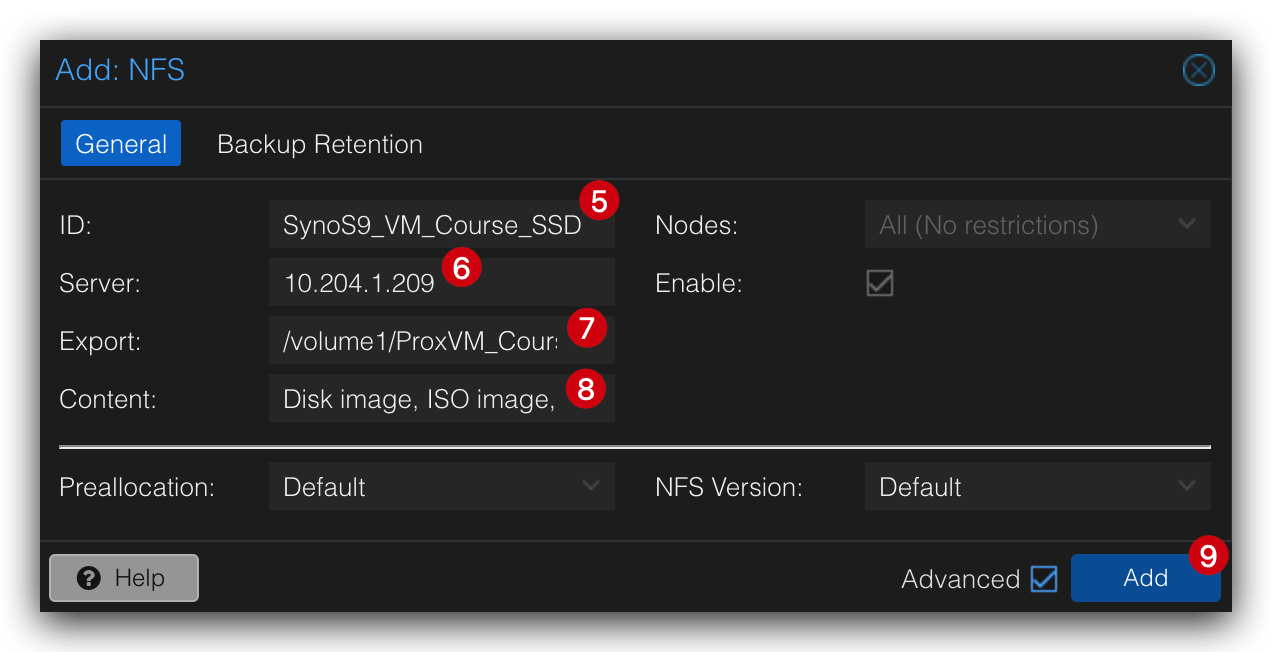 Add: NFS
General Backup Retention
ID: SynoS9_VM_Course_SSD 5 Nodes: All (No restrictions)
Server: 10.204.1.209 6 Enable:
Export: /volume1/ProxVM_Cour 7
Content: Disk image, ISO image, 8
Preallocation: Default NFS Version: Default
? Help Advanced Add 9